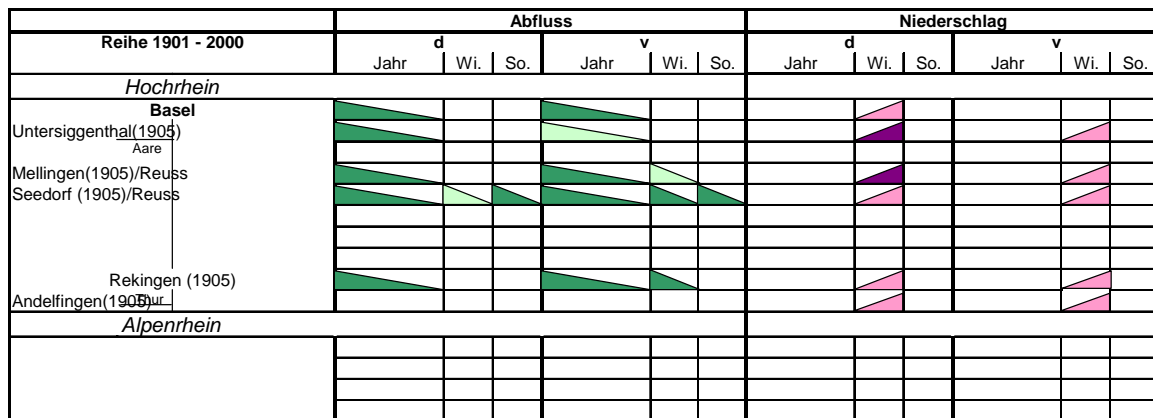 Abfluss Niederschlag
Reihe 1901 - 2000 d v d v
Jahr Wi. So. Jahr Wi. So. Jahr Wi. So. Jahr Wi. So.
Hochrhein
Basel
Untersiggenthal(1905)
Aare
Mellingen(1905)/Reuss
Seedorf (1905)/Reuss
Rekingen (1905)
Andelfingen(1905)
Thur
Alpenrhein